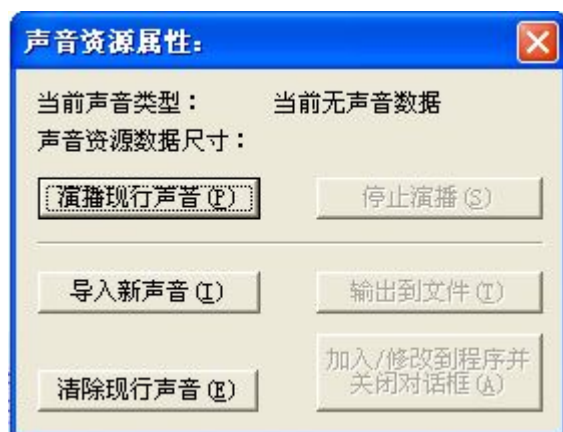 声音资源属性:
当前声音类型： 当前无声音数据
声音资源数据尺寸：
演播现行声音(P) 停止演播(S)
导入新声音(I) 输出到文件(T)
清除现行声音(E) 加入/修改到程序并
关闭对话框(A)